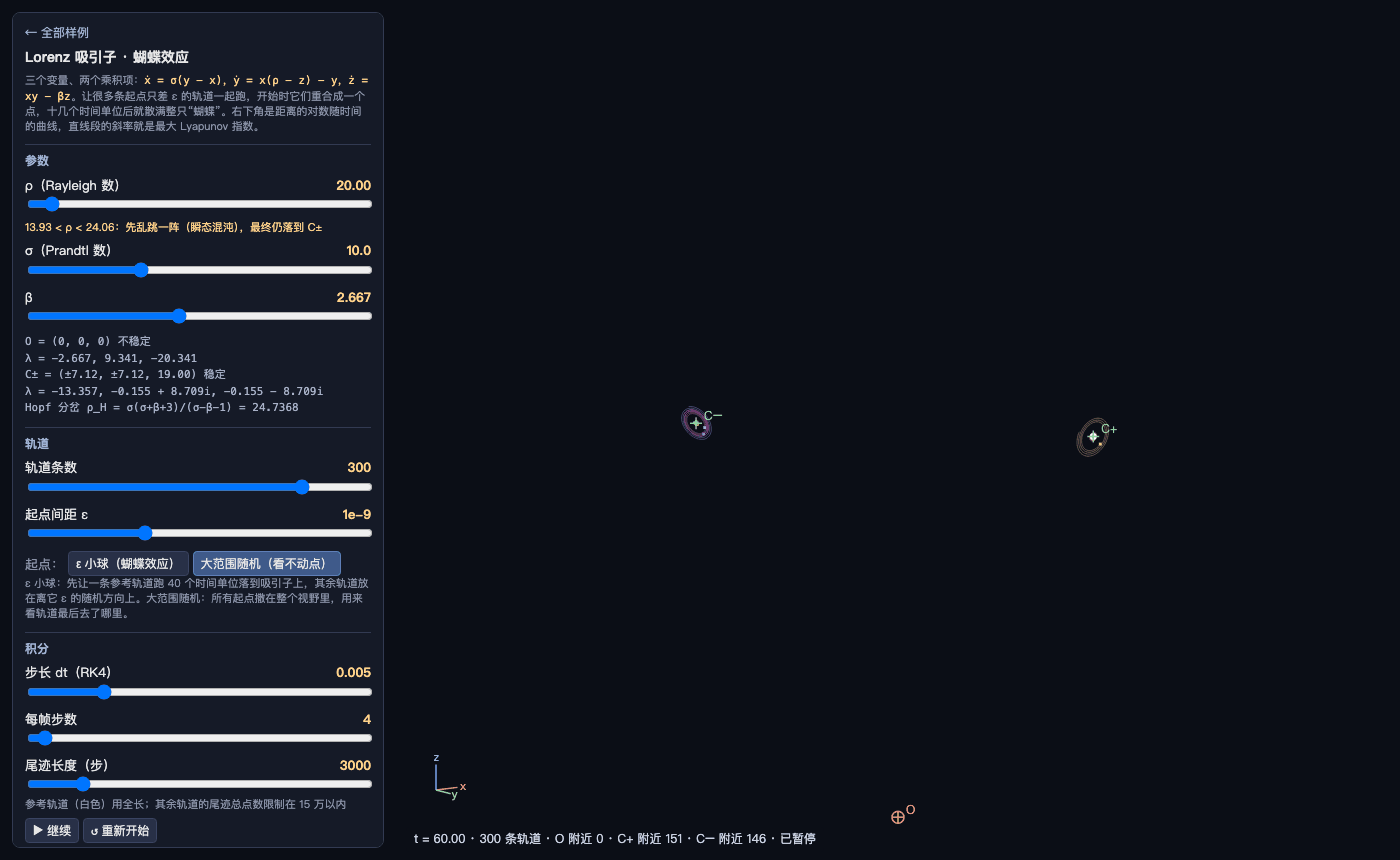 ← 全部样例
Lorenz 吸引子 · 蝴蝶效应
三个变量、两个乘积项：ẋ = σ(y − x), ẏ = x(ρ − z) − y, ż =
xy − βz。让很多条起点只差 ε 的轨道一起跑，开始时它们重合成一个
点，十几个时间单位后就散满整只“蝴蝶”。右下角是距离的对数随时间
的曲线，直线段的斜率就是最大 Lyapunov 指数。
参数
ρ（Rayleigh 数） 20.00
13.93 < ρ < 24.06：先乱跳一阵（瞬态混沌），最终仍落到 C±
σ（Prandtl 数） 10.0
β 2.667
O = (0, 0, 0) 不稳定
λ = −2.667, 9.341, −20.341
C± = (±7.12, ±7.12, 19.00) 稳定
λ = −13.357, -0.155 + 8.709i, -0.155 − 8.709i
Hopf 分岔 ρ_H = σ(σ+β+3)/(σ−β−1) = 24.7368
轨道
轨道条数 300
起点间距 ε 1e−9
起点： ε 小球（蝴蝶效应） 大范围随机（看不动点）
ε 小球：先让一条参考轨道跑 40 个时间单位落到吸引子上，其余轨道放
在离它 ε 的随机方向上。大范围随机：所有起点撒在整个视野里，用来
看轨道最后去了哪里。
积分
步长 dt（RK4） 0.005
每帧步数 4
尾迹长度（步） 3000
参考轨道（白色）用全长；其余轨道的尾迹总点数限制在 15 万以内
▶ 继续 ↺ 重新开始
C−
C+
z
x
y
O
t = 60.00 · 300 条轨道 · O 附近 0 · C+ 附近 151 · C− 附近 146 · 已暂停